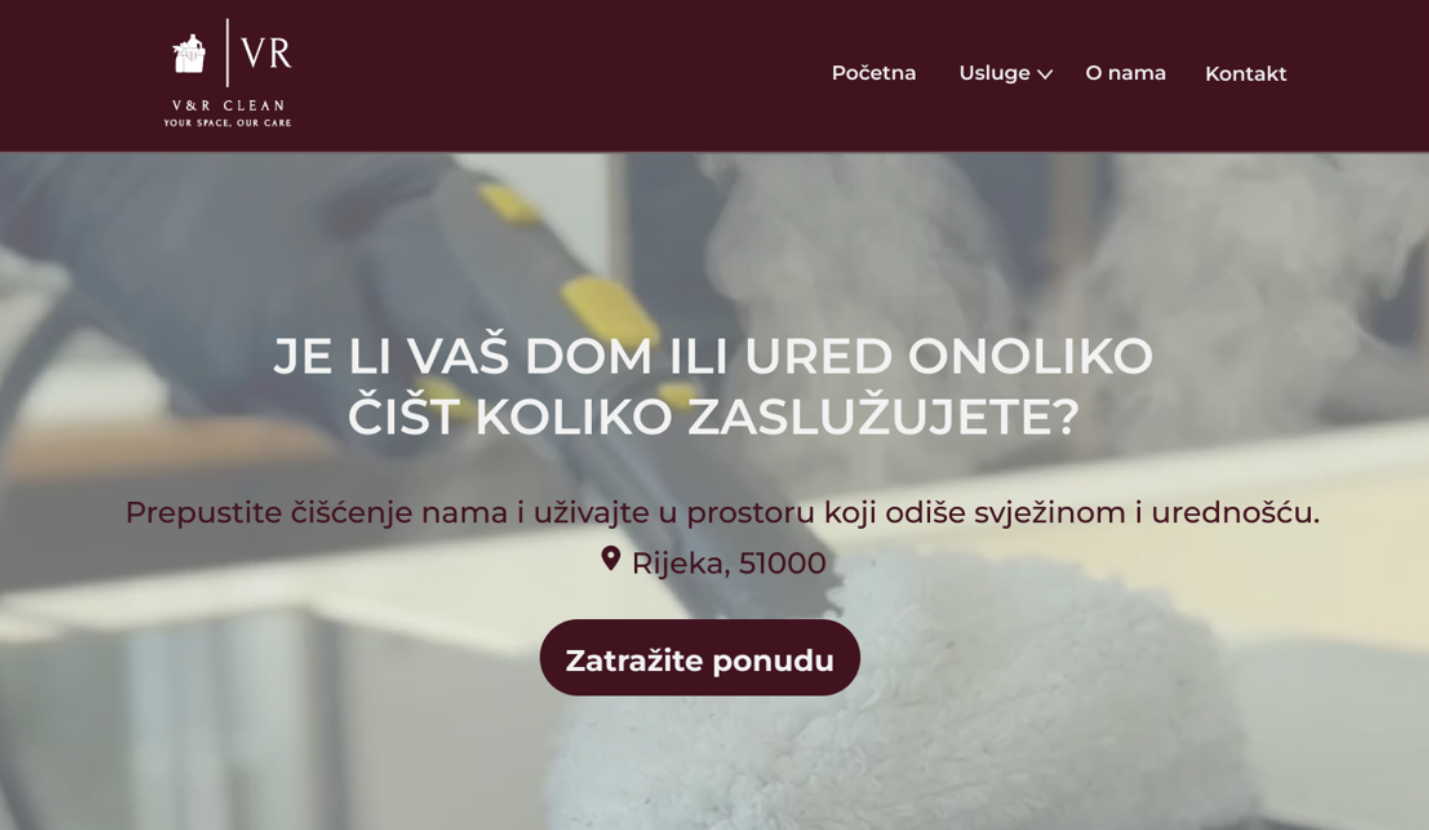 VR
V&R CLEAN
YOUR SPACE, OUR CARE
Početna Usluge O nama Kontakt
JE LI VAŠ DOM ILI URED ONOLIKO
ČIŠT KOLIKO ZASLUŽUJETE?
Prepustite čišćenje nama i uživajte u prostoru koji odiše svježinom i urednošću.
Rijeka, 51000
Zatražite ponudu